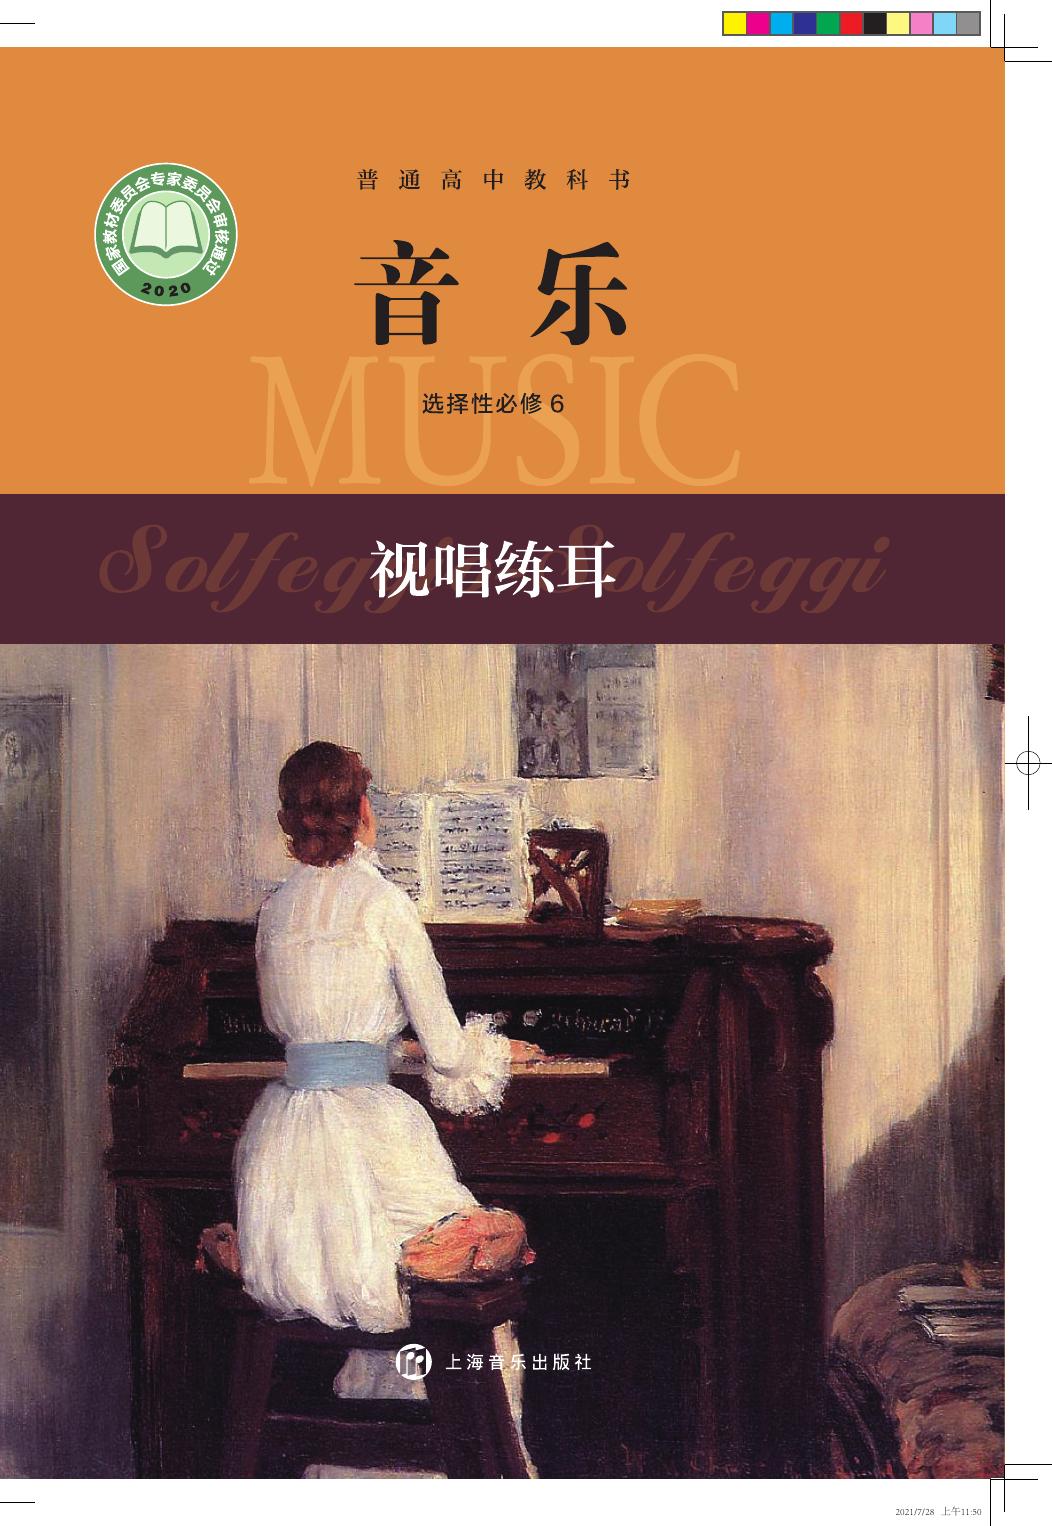 普通高中教科书
国家教材委员会专家委员会审核通过
2020
音乐
MUSIC
选择性必修 6
Solfeggi Solfeggi
视唱练耳
上海音乐出版社
2021/7/28 上午11:50